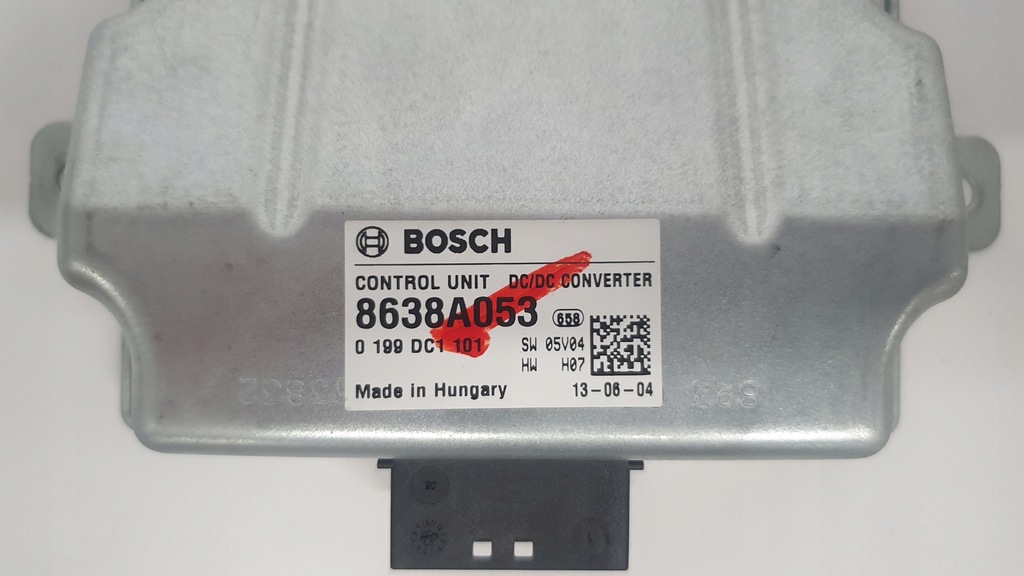 BOSCH
CONTROL UNIT DC/DC CONVERTER
8638A053 658
0 199 DC1 101 SW 05V04
HW H07
Made in Hungary 13-06-04